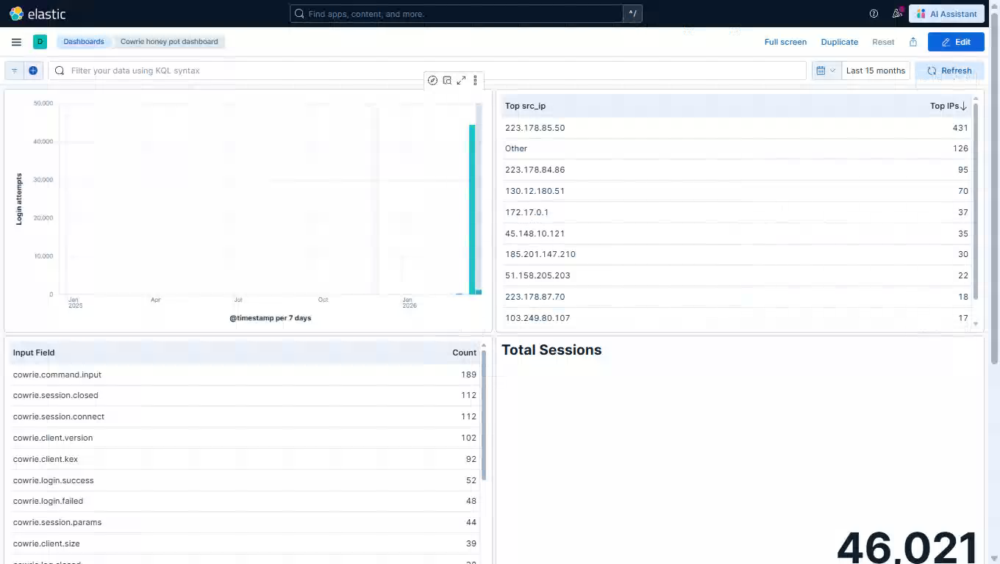 elastic
Find apps, content, and more.
^/
AI Assistant
D
Dashboards
Cowrie honey pot dashboard
Full screen
Duplicate
Reset
Edit
Filter your data using KQL syntax
Last 15 months
Refresh
50,000
40,000
30,000
20,000
10,000
0
Login attempts
Jan
2025
Apr
Jul
Oct
Jan
2026
@timestamp per 7 days
Top src_ip Top IPs
223.178.85.50 431
Other 126
223.178.84.86 95
130.12.180.51 70
172.17.0.1 37
45.148.10.121 35
185.201.147.210 30
51.158.205.203 22
223.178.87.70 18
103.249.80.107 17
Input Field Count
cowrie.command.input 189
cowrie.session.closed 112
cowrie.session.connect 112
cowrie.client.version 102
cowrie.client.kex 92
cowrie.login.success 52
cowrie.login.failed 48
cowrie.session.params 44
cowrie.client.size 39
Total Sessions
46,021